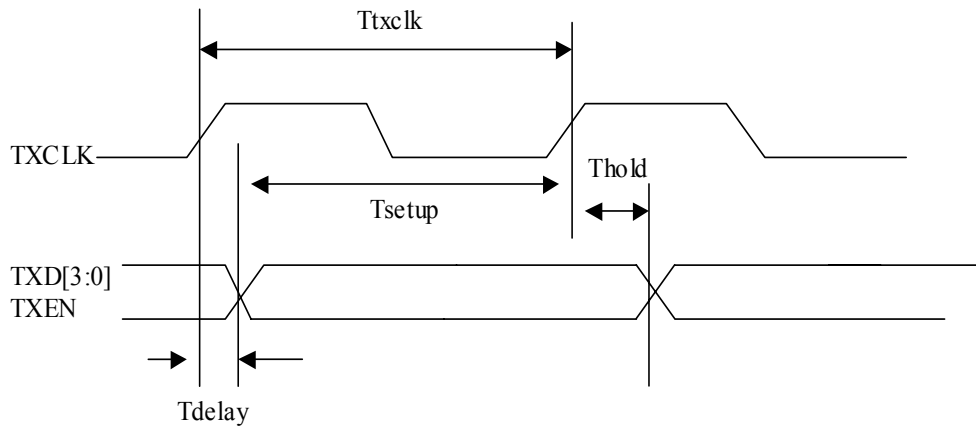 Ttxclk
TXCLK
Thold
Tsetup
TXD[3:0]
TXEN
Tdelay